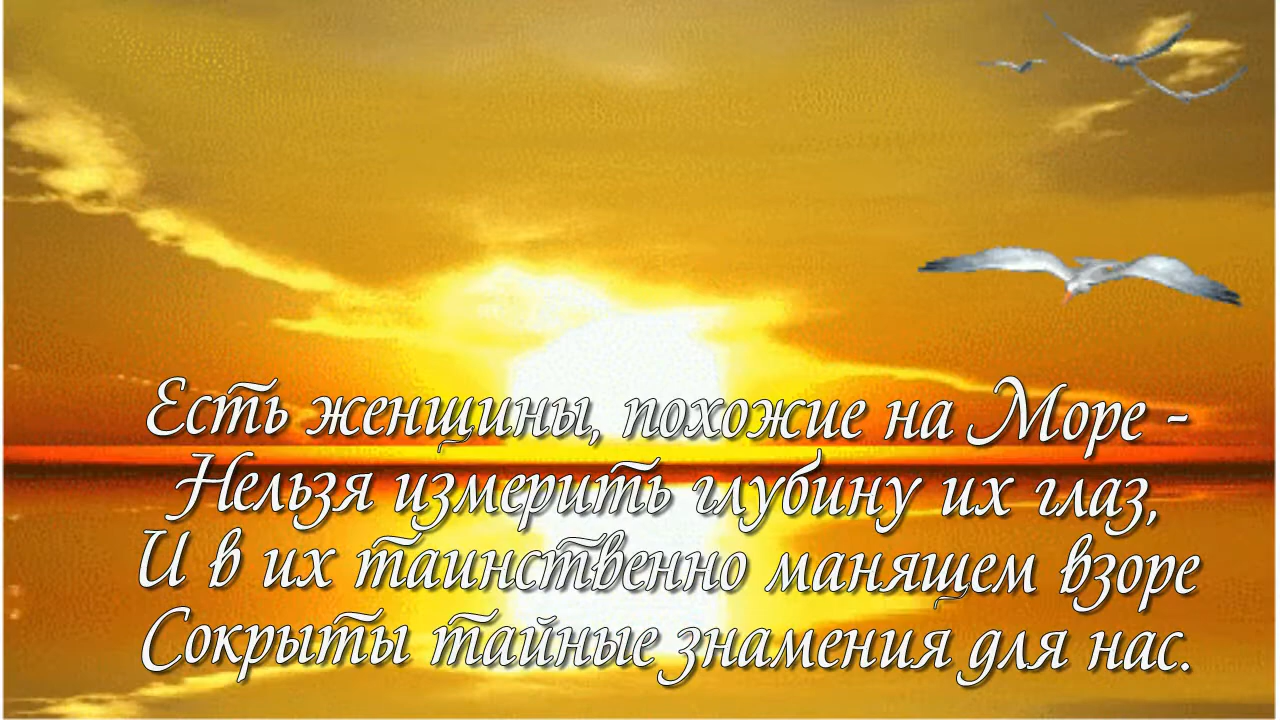 Есть женщины, похожие на Море -
Нельзя измерить глубину их глаз,
И в их таинственно манящем взоре
Сокрыты тайные знамения для нас.